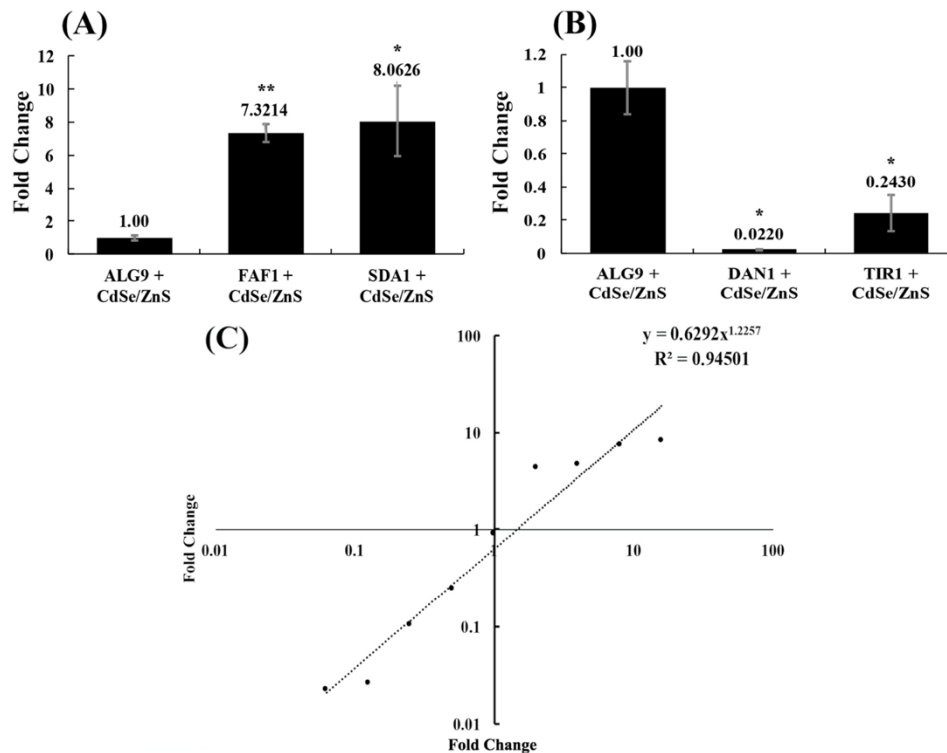 (A)
Fold Change
12
10
8
6
4
2
0
1.00
**
7.3214
*
8.0626
ALG9 + FAF1 + SDA1 +
CdSe/ZnS CdSe/ZnS CdSe/ZnS
(B)
Fold Change
1.2
1
0.8
0.6
0.4
0.2
0
1.00
*
0.0220
*
0.2430
ALG9 + DAN1 + TIR1 +
CdSe/ZnS CdSe/ZnS CdSe/ZnS
(C)
y = 0.6292x^1.2257
R² = 0.94501
Fold Change
100
10
1
0.1
0.01
0.01 0.1 1 10 100
Fold Change